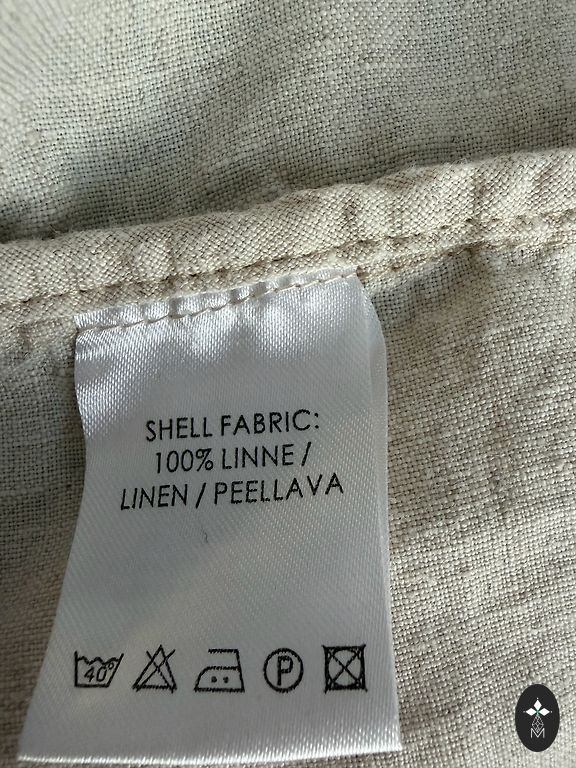 SHELL FABRIC:
100% LINNE /
LINEN / PEELLAVA
40°
P
M